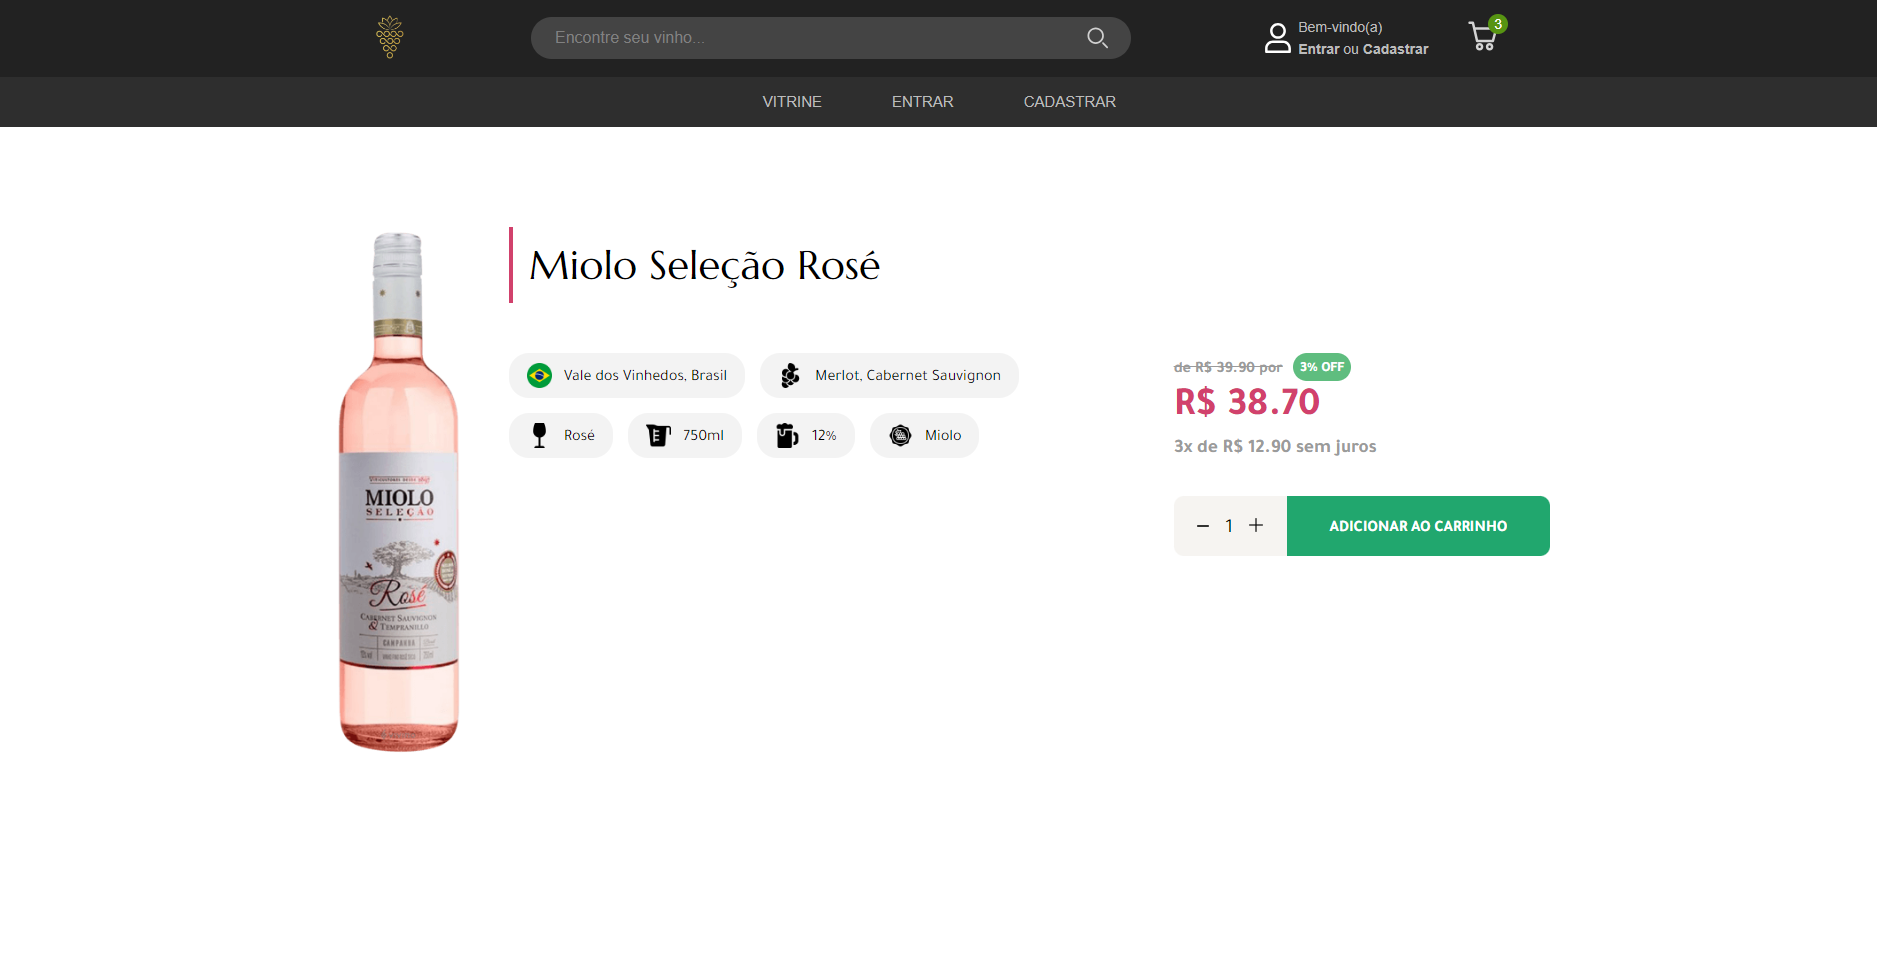 Encontre seu vinho...
Bem-vindo(a)
Entrar ou Cadastrar
3
VITRINE ENTRAR CADASTRAR
Miolo Seleção Rosé
Vale dos Vinhedos, Brasil
Merlot, Cabernet Sauvignon
Rosé
750ml
12%
Miolo
de R$ 39.90 por
3% OFF
R$ 38.70
3x de R$ 12.90 sem juros
1
ADICIONAR AO CARRINHO
MIOLO
SELEÇÃO
Rosé
CABERNET SAUVIGNON
& TEMPRANILLO
CAMPANHA